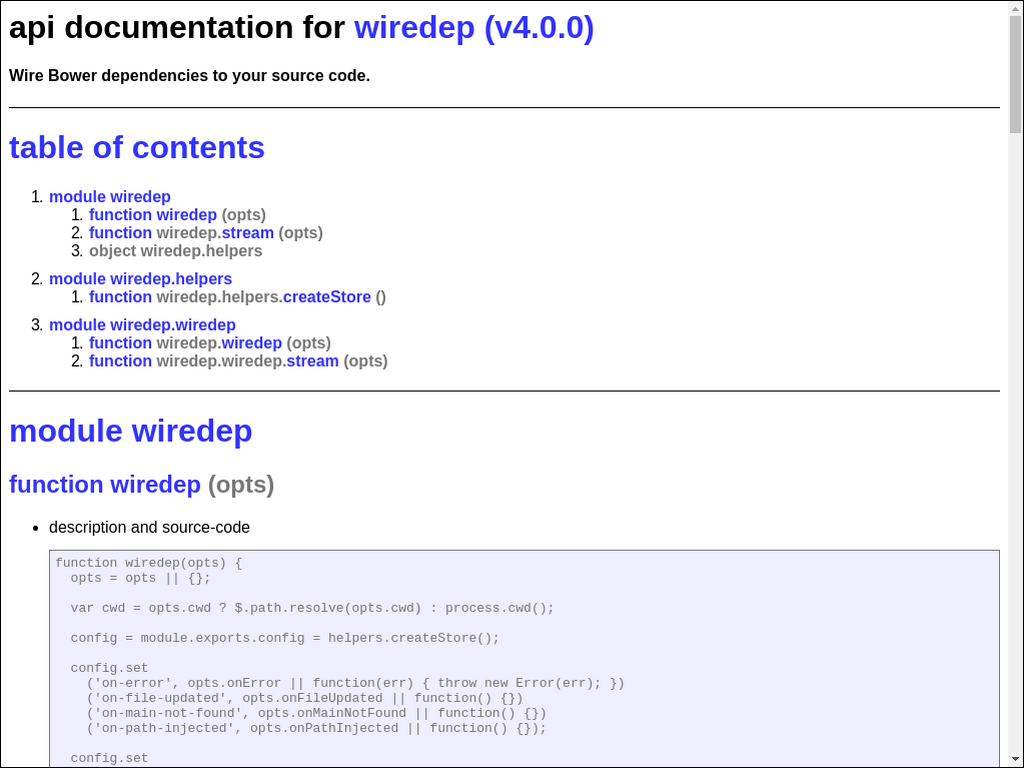 api documentation for wiredep (v4.0.0)
Wire Bower dependencies to your source code.
table of contents
1. module wiredep
1. function wiredep (opts)
2. function wiredep.stream (opts)
3. object wiredep.helpers
2. module wiredep.helpers
1. function wiredep.helpers.createStore ()
3. module wiredep.wiredep
1. function wiredep.wiredep (opts)
2. function wiredep.wiredep.stream (opts)
module wiredep
function wiredep (opts)
• description and source-code
function wiredep(opts) {
  opts = opts || {};
  var cwd = opts.cwd ? $.path.resolve(opts.cwd) : process.cwd();
  config = module.exports.config = helpers.createStore();
  config.set
    ('on-error', opts.onError || function(err) { throw new Error(err); })
    ('on-file-updated', opts.onFileUpdated || function() {})
    ('on-main-not-found', opts.onMainNotFound || function() {})
    ('on-path-injected', opts.onPathInjected || function() {});
  config.set